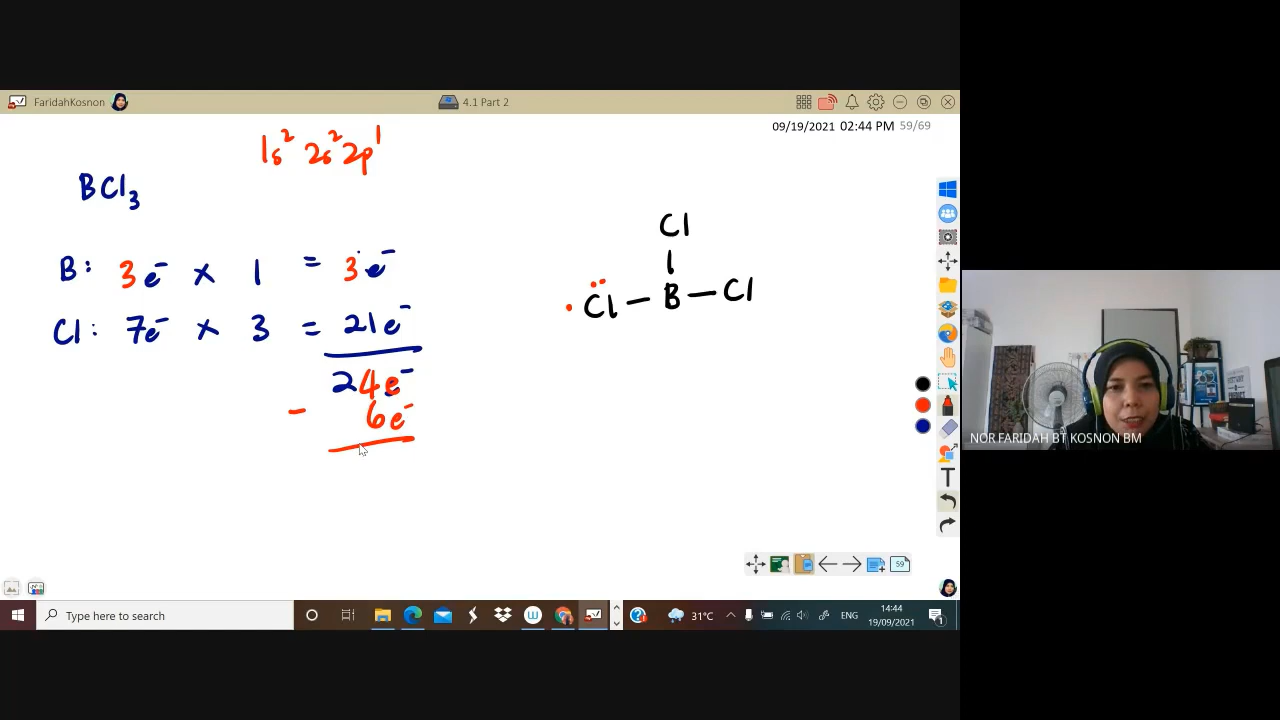 FaridahKosnon
4.1 Part 2
09/19/2021 02:44 PM 59/69
1s² 2s² 2p¹
BCl₃
B: 3e⁻ × 1 = 3e⁻
Cl: 7e⁻ × 3 = 21e⁻
24e⁻
- 6e⁻
Cl
Cl - B - Cl
NOR FARIDAH BT KOSNON BM
T
59
Type here to search
31°C
ENG
14:44
19/09/2021
1